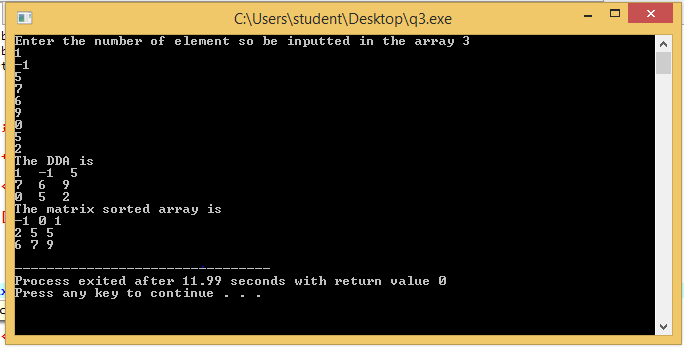 C:\Users\student\Desktop\q3.exe
Enter the number of element so be inputted in the array 3
1
-1
5
7
6
9
0
5
2
The DDA is
1  -1  5
7  6  9
0  5  2
The matrix sorted array is
-1 0 1
2 5 5
6 7 9
--------------------------------
Process exited after 11.99 seconds with return value 0
Press any key to continue . . .